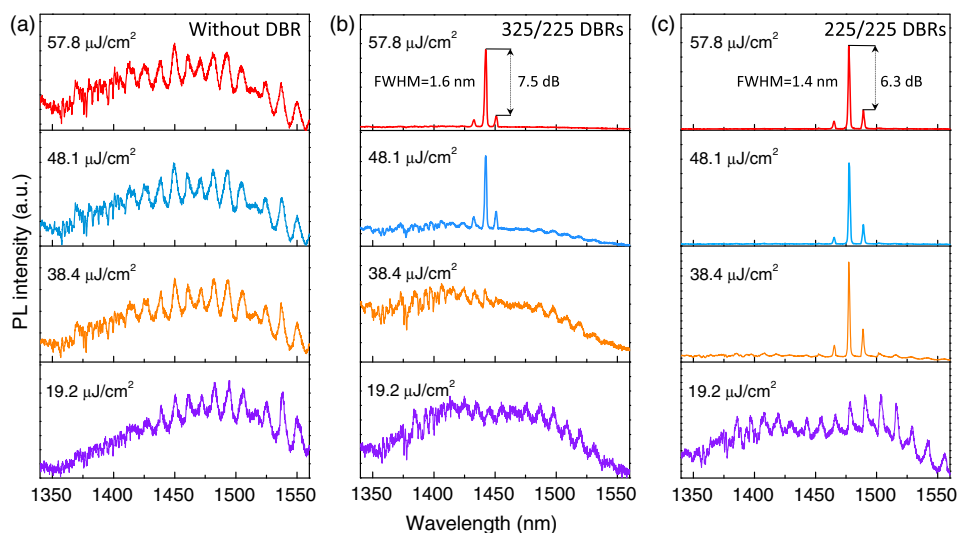 (a)
Without DBR
57.8 μJ/cm²
48.1 μJ/cm²
38.4 μJ/cm²
19.2 μJ/cm²
1350 1400 1450 1500 1550
(b)
325/225 DBRs
57.8 μJ/cm²
FWHM=1.6 nm
7.5 dB
48.1 μJ/cm²
38.4 μJ/cm²
19.2 μJ/cm²
1350 1400 1450 1500 1550
(c)
225/225 DBRs
57.8 μJ/cm²
FWHM=1.4 nm
6.3 dB
48.1 μJ/cm²
38.4 μJ/cm²
19.2 μJ/cm²
1350 1400 1450 1500 1550
PL intensity (a.u.)
Wavelength (nm)